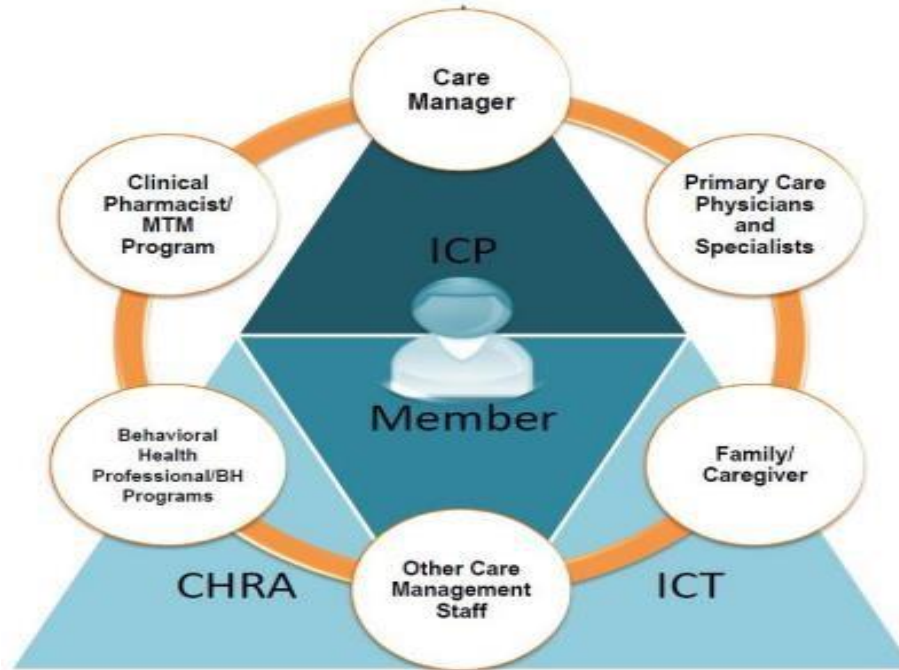 Care
Manager
Clinical
Pharmacist/
MTM
Program
Primary Care
Physicians
and
Specialists
ICP
Member
Behavioral
Health
Professional/BH
Programs
Family/
Caregiver
CHRA
Other Care
Management
Staff
ICT